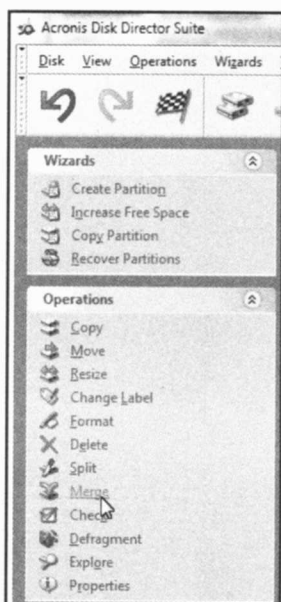 Acronis Disk Director Suite
Disk View Operations Wizards
Wizards
Create Partition
Increase Free Space
Copy Partition
Recover Partitions
Operations
Copy
Move
Resize
Change Label
Format
Delete
Split
Merge
Check
Defragment
Explore
Properties